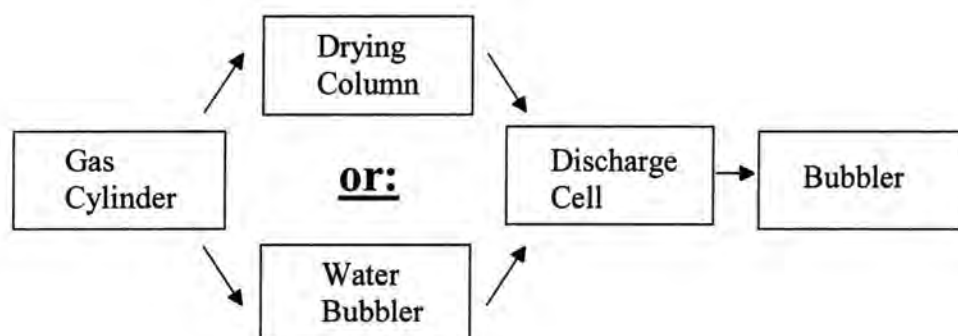 Drying
Column
Gas
Cylinder
or:
Discharge
Cell
Bubbler
Water
Bubbler